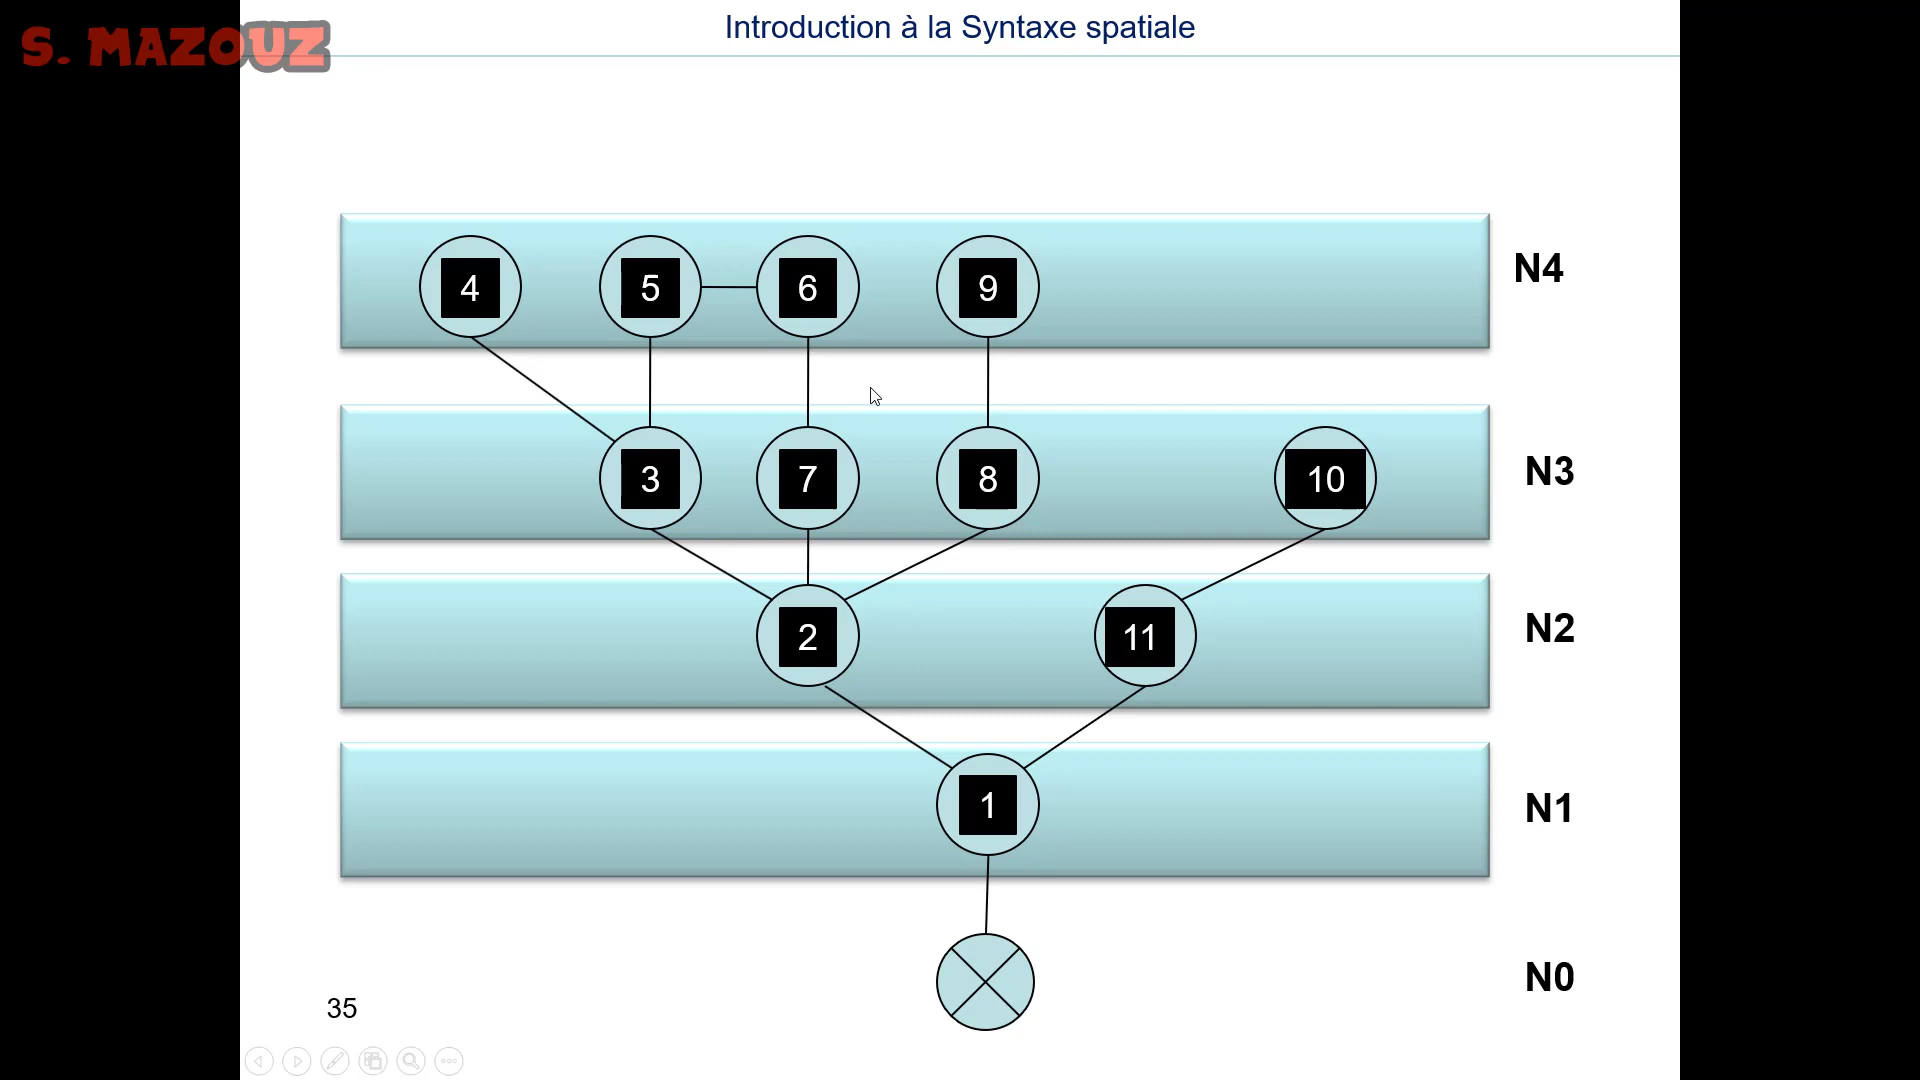 S. MAZOUZ
Introduction à la Syntaxe spatiale
4 5 6 9 N4
3 7 8 10 N3
2 11 N2
1 N1
N0
35